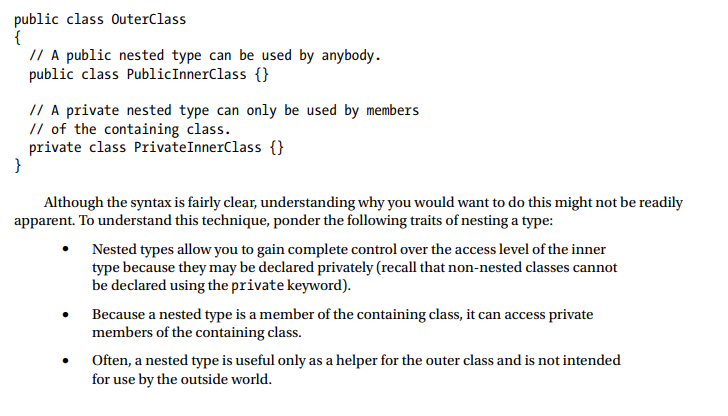 public class OuterClass
{
// A public nested type can be used by anybody.
public class PublicInnerClass {}
// A private nested type can only be used by members
// of the containing class.
private class PrivateInnerClass {}
}
Although the syntax is fairly clear, understanding why you would want to do this might not be readily
apparent. To understand this technique, ponder the following traits of nesting a type:
• Nested types allow you to gain complete control over the access level of the inner
type because they may be declared privately (recall that non-nested classes cannot
be declared using the private keyword).
• Because a nested type is a member of the containing class, it can access private
members of the containing class.
• Often, a nested type is useful only as a helper for the outer class and is not intended
for use by the outside world.